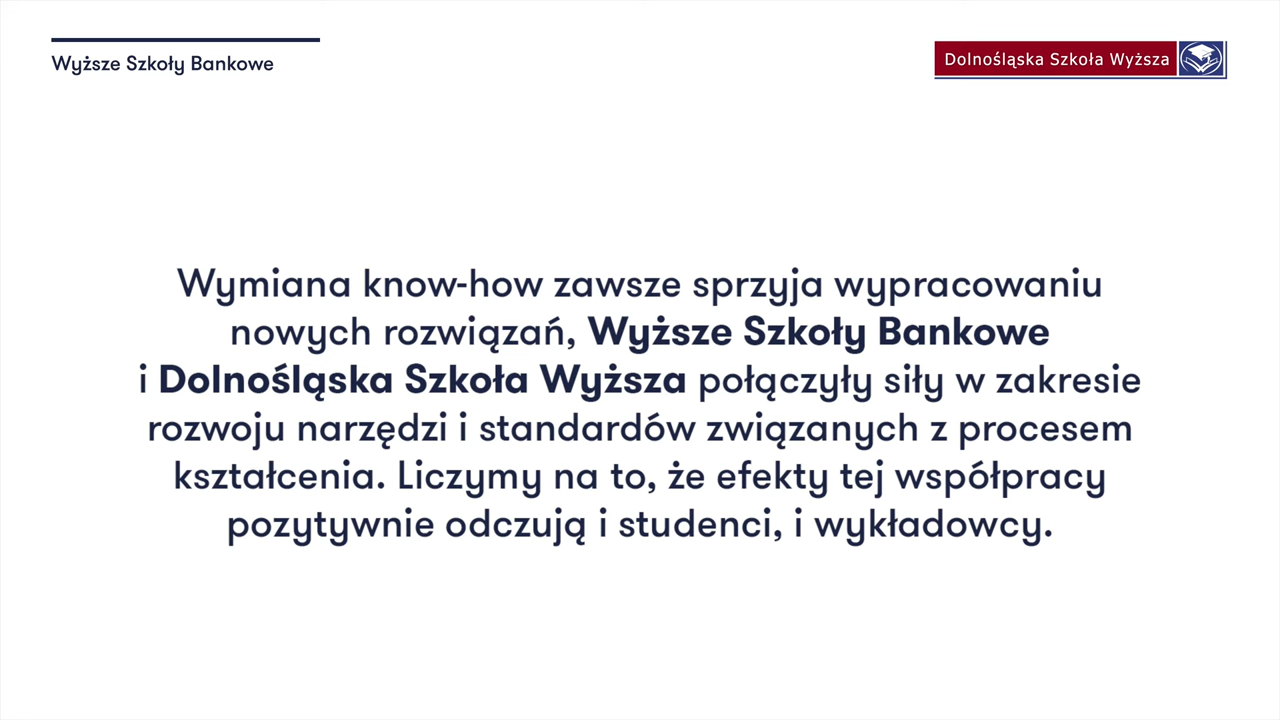 Wyższe Szkoły Bankowe
Dolnośląska Szkoła Wyższa
Wymiana know-how zawsze sprzyja wypracowaniu
nowych rozwiązań, Wyższe Szkoły Bankowe
i Dolnośląska Szkoła Wyższa połączyły siły w zakresie
rozwoju narzędzi i standardów związanych z procesem
kształcenia. Liczymy na to, że efekty tej współpracy
pozytywnie odczują i studenci, i wykładowcy.